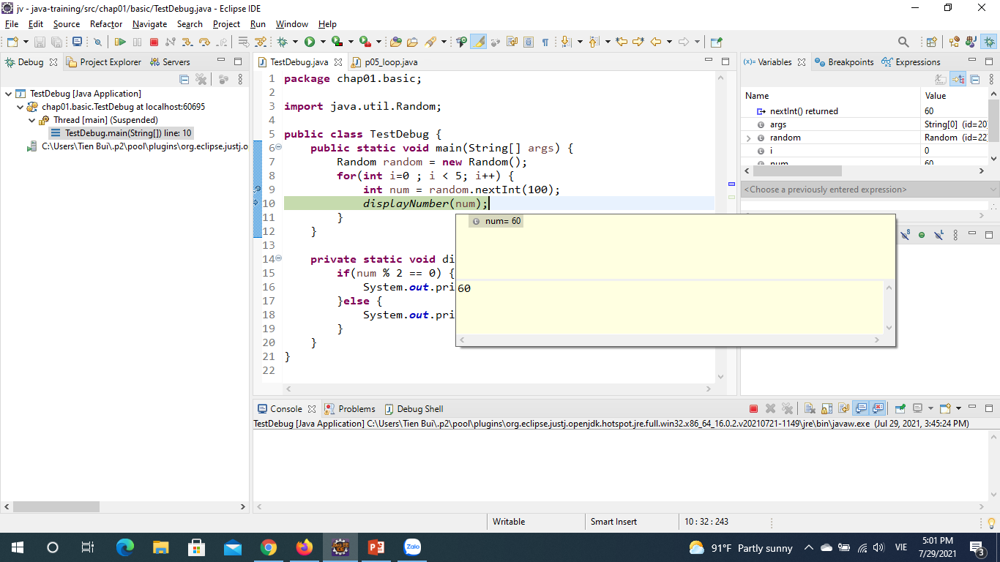 jv - java-training/src/chap01/basic/TestDebug.java - Eclipse IDE
File Edit Source Refactor Navigate Search Project Run Window Help
Debug Project Explorer Servers
TestDebug [Java Application]
chap01.basic.TestDebug at localhost:60695
Thread [main] (Suspended)
TestDebug.main(String[]) line: 10
C:\Users\Tien Bui\.p2\pool\plugins\org.eclipse.justj.o
TestDebug.java p05_loop.java
1 package chap01.basic;
2
3 import java.util.Random;
4
5 public class TestDebug {
6 public static void main(String[] args) {
7 Random random = new Random();
8 for(int i=0 ; i < 5; i++) {
9 int num = random.nextInt(100);
10 displayNumber(num);
11 }
12 }
13
14 private static void di
15 if(num % 2 == 0) {
16 System.out.pri
17 }else {
18 System.out.pri
19 }
20 }
21 }
22
num= 60
60
(x)= Variables Breakpoints Expressions
Name Value
nextInt() returned 60
args String[0] (id=20)
random Random (id=22)
i 0
num 60
<Choose a previously entered expression>
Console Problems Debug Shell
TestDebug [Java Application] C:\Users\Tien Bui\.p2\pool\plugins\org.eclipse.justj.openjdk.hotspot.jre.full.win32.x86_64_16.0.2.v20210721-1149\jre\bin\javaw.exe (Jul 29, 2021, 3:45:24 PM)
Writable Smart Insert 10 : 32 : 243
Zalo
91°F Partly sunny
VIE
5:01 PM
7/29/2021
3